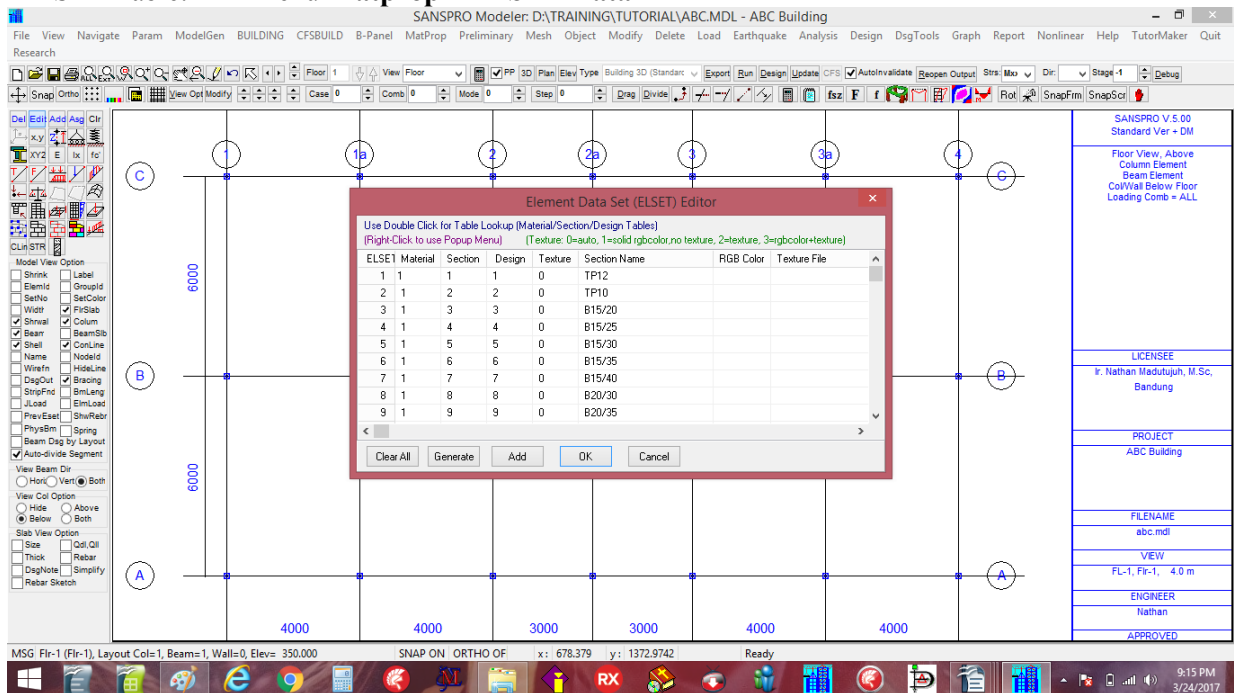 SANSPRO Modeler: D:\TRAINING\TUTORIAL\ABC.MDL - ABC Building
File View Navigate Param ModelGen BUILDING CFSBUILD B-Panel MatProp Preliminary Mesh Object Modify Delete Load Earthquake Analysis Design DsgTools Graph Report Nonlinear Help TutorMaker Quit
Research
Floor 1 View Floor PP 3D Plan Elev Type Building 3D (Standarc Export Run Design Update CFS AutoInvalidate Reopen Output Strs: Mxo Dir: Stage -1 Debug
Snap Ortho View Opt Modify Case 0 Comb 0 Mode 0 Step 0 Drag Divide fsz F f Rot SnapFrm SnapScr
Del Edit Add Asg Clr
x,y
XY2 E Ix fc'
CLin STR
Model View Option
Shrink Label
ElemId GroupId
SetNo SetColor
Width FlrSlab
Shrwal Colum
Beam BeamSlb
Shell ConLine
Name NodeId
Wirefn HideLine
DsgOut Bracing
StripFnd BmLeng
JLoad ElmLoad
PrevEset ShwRebr
PhysBm Spring
Beam Dsg by Layout
Auto-divide Segment
View Beam Dir
Hori Vert Both
View Col Option
Hide Above
Below Both
Slab View Option
Size Qdl,Qll
Thick Rebar
DsgNote Simplify
Rebar Sketch
1 1a 2 2a 3 3a 4
C C
6000
B B
6000
A A
4000 4000 3000 3000 4000 4000
Element Data Set (ELSET) Editor
Use Double Click for Table Lookup (Material/Section/Design Tables)
(Right-Click to use Popup Menu) (Texture: 0=auto, 1=solid rgbcolor,no texture, 2=texture, 3=rgbcolor+texture)
ELSET Material Section Design Texture Section Name RGB Color Texture File
1 1 1 1 0 TP12
2 1 2 2 0 TP10
3 1 3 3 0 B15/20
4 1 4 4 0 B15/25
5 1 5 5 0 B15/30
6 1 6 6 0 B15/35
7 1 7 7 0 B15/40
8 1 8 8 0 B20/30
9 1 9 9 0 B20/35
Clear All Generate Add OK Cancel
SANSPRO V.5.00
Standard Ver + DM
Floor View, Above
Column Element
Beam Element
Col/Wall Below Floor
Loading Comb = ALL
LICENSEE
Ir. Nathan Madutujuh, M.Sc,
Bandung
PROJECT
ABC Building
FILENAME
abc.mdl
VIEW
FL-1, Flr-1, 4.0 m
ENGINEER
Nathan
APPROVED
MSG Flr-1 (Flr-1), Layout Col=1, Beam=1, Wall=0, Elev= 350.000 SNAP ON ORTHO OF x: 678.379 y: 1372.9742 Ready
RX
9:15 PM
3/24/2017